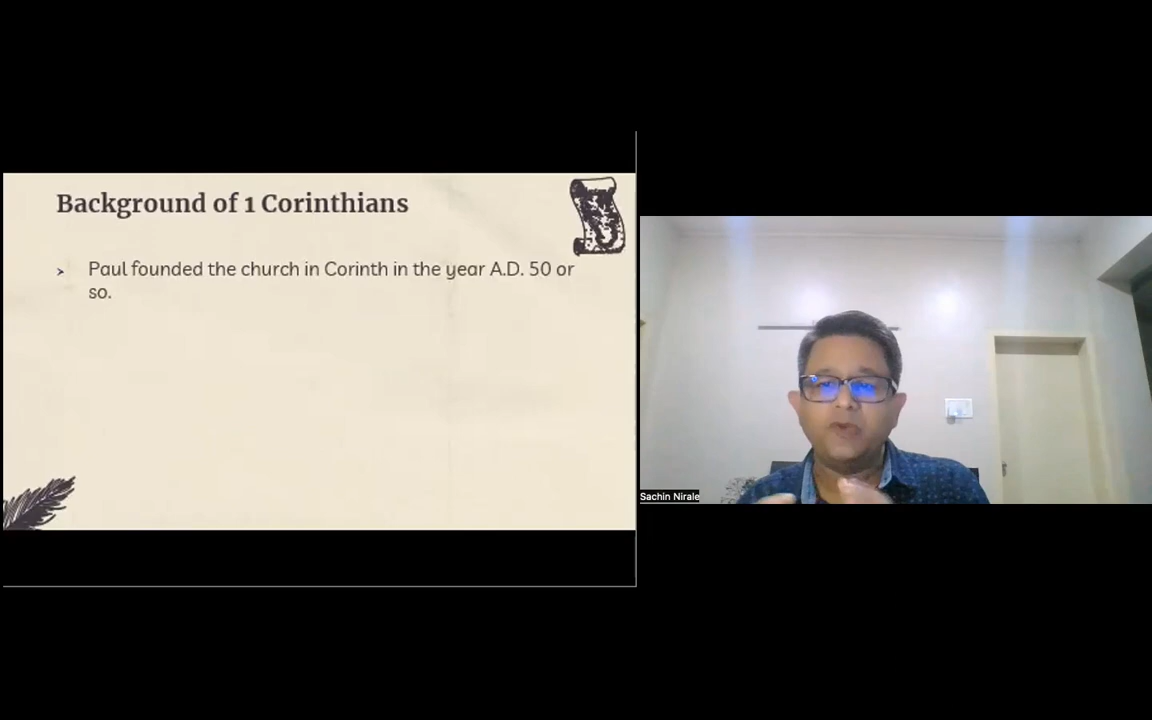 Background of 1 Corinthians
➢ Paul founded the church in Corinth in the year A.D. 50 or
so.
Sachin Nirale